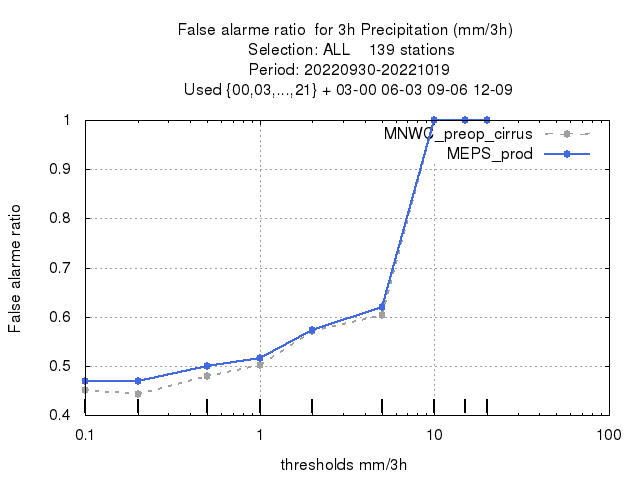 False alarme ratio  for 3h Precipitation (mm/3h)
Selection: ALL    139 stations
Period: 20220930-20221019
Used {00,03,...,21} + 03-00 06-03 09-06 12-09
MNWC_preop_cirrus
MEPS_prod
False alarme ratio
1
0.9
0.8
0.7
0.6
0.5
0.4
0.1
1
10
100
thresholds mm/3h